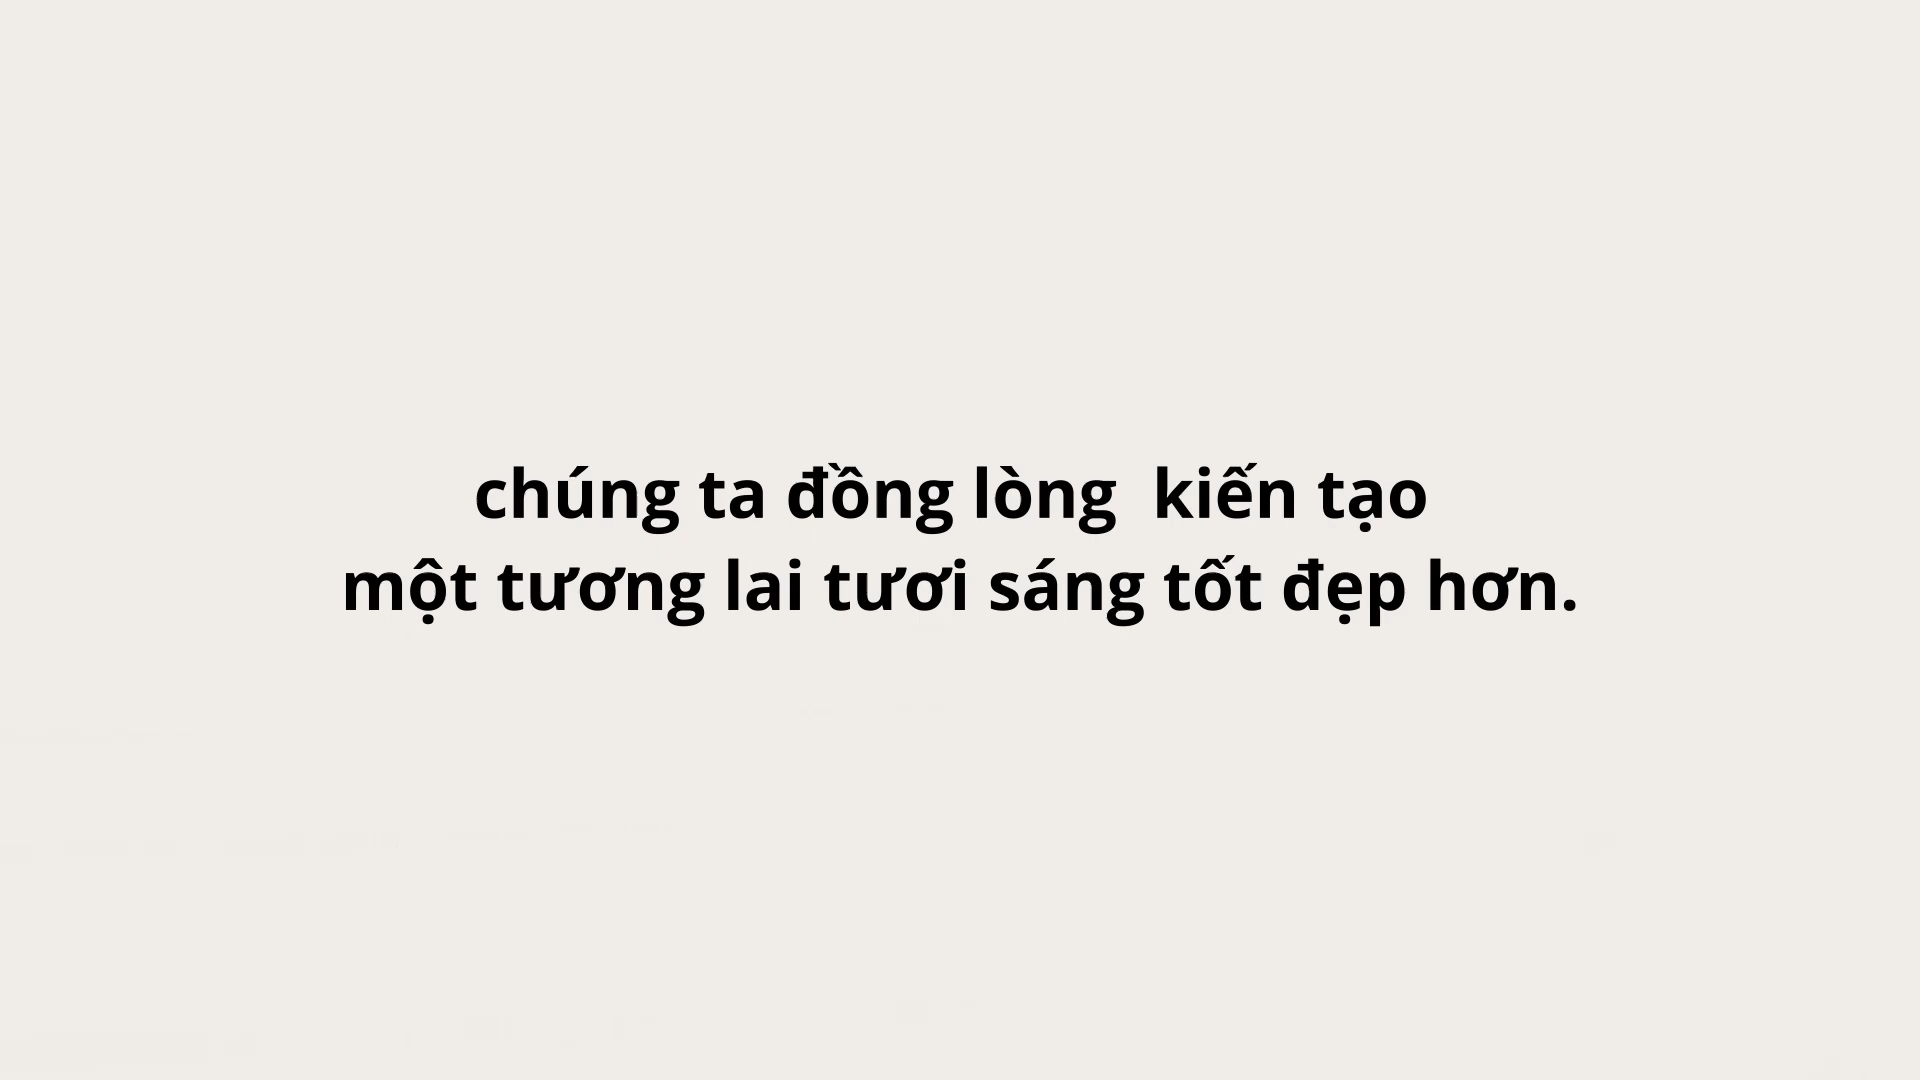 chúng ta đồng lòng  kiến tạo
một tương lai tươi sáng tốt đẹp hơn.